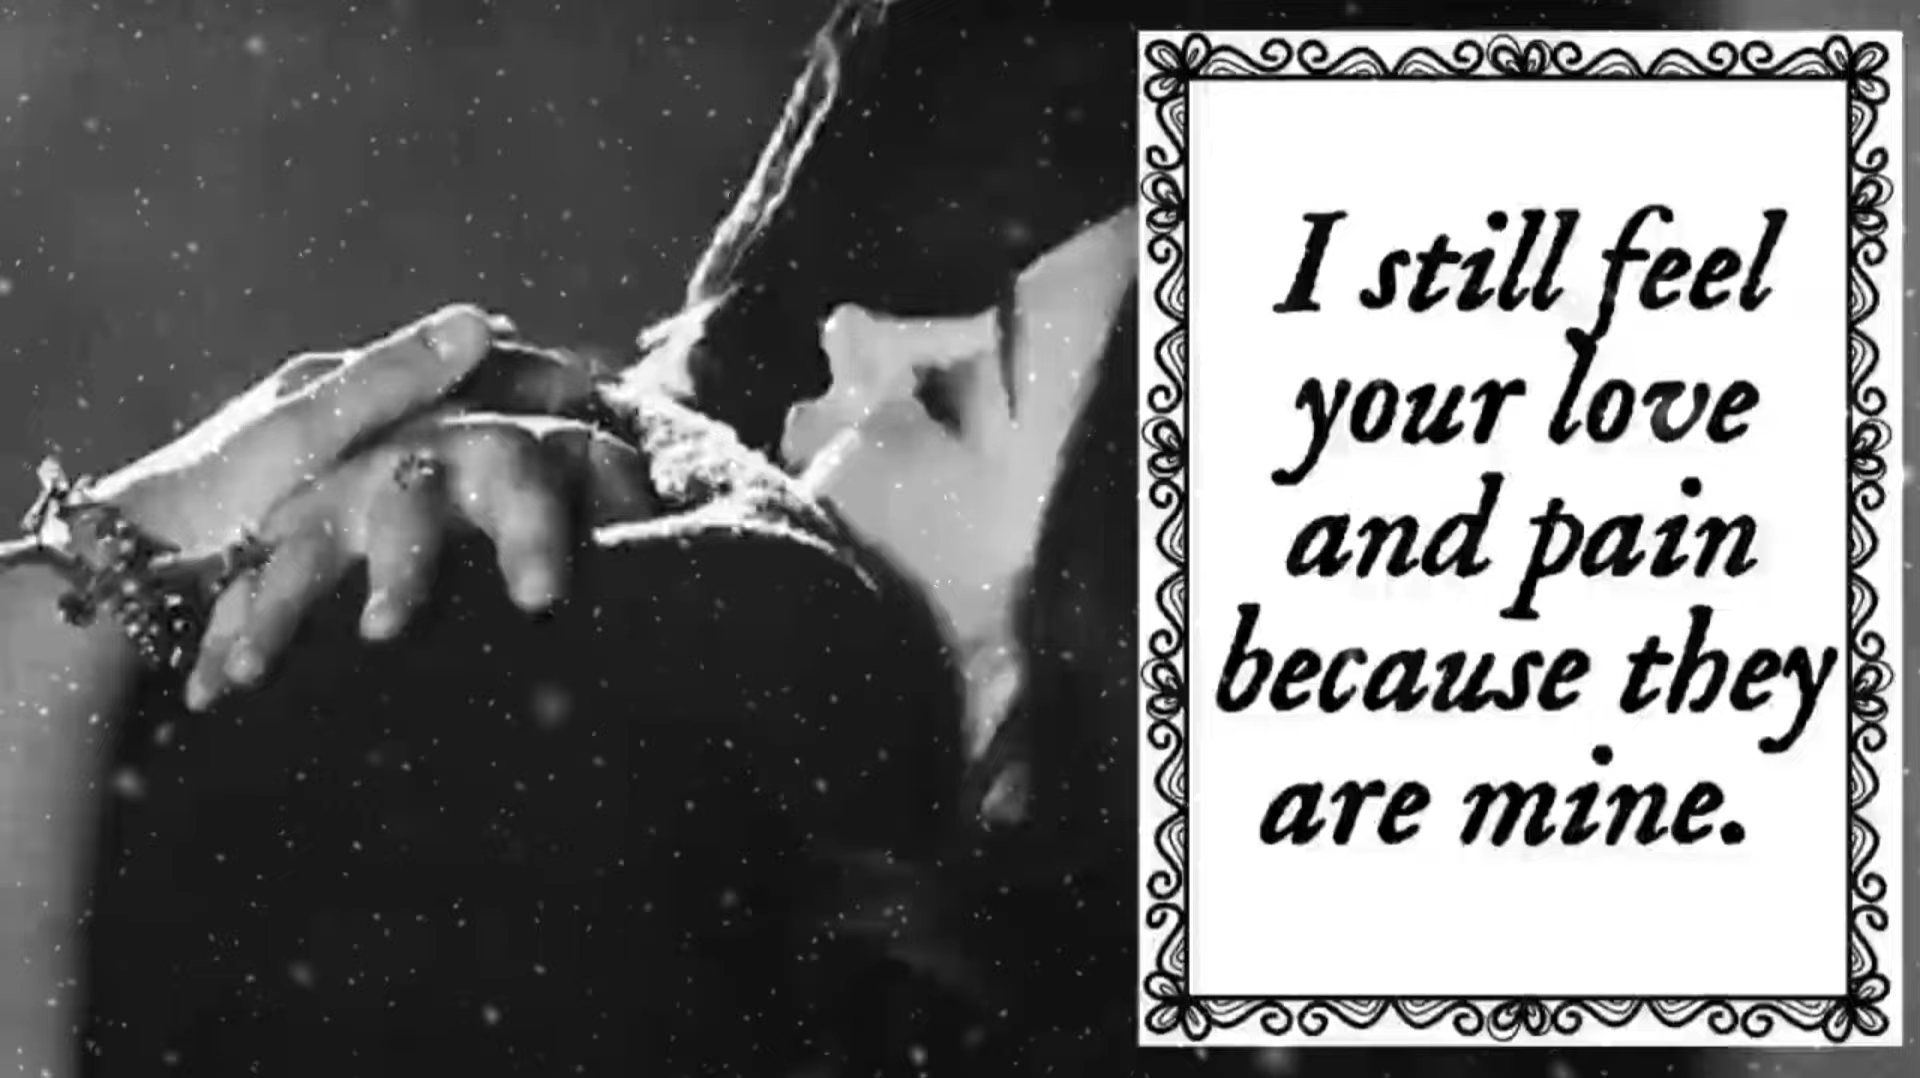 I still feel
your love
and pain
because they
are mine.